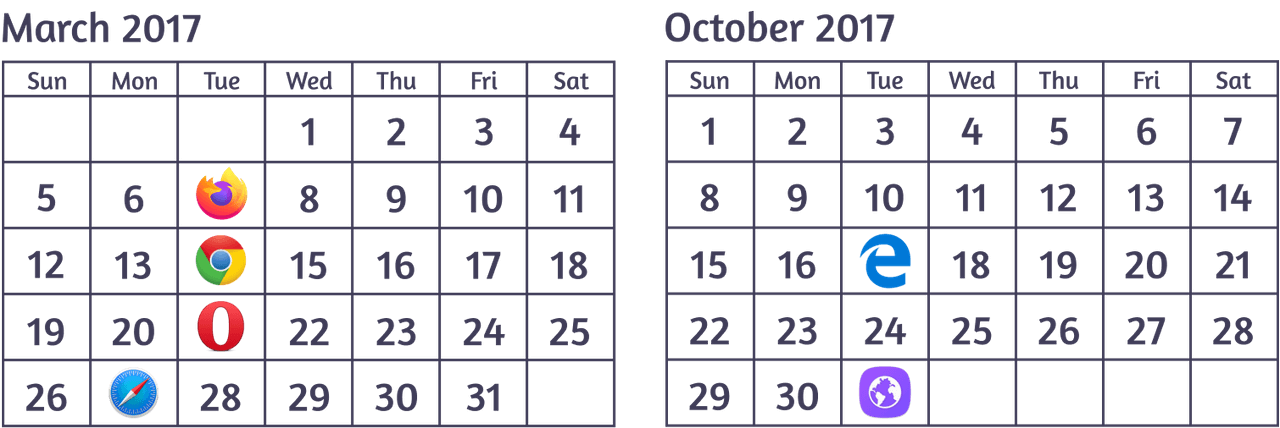 March 2017
Sun Mon Tue Wed Thu Fri Sat
1 2 3 4
5 6 8 9 10 11
12 13 15 16 17 18
19 20 22 23 24 25
26 28 29 30 31
October 2017
Sun Mon Tue Wed Thu Fri Sat
1 2 3 4 5 6 7
8 9 10 11 12 13 14
15 16 18 19 20 21
22 23 24 25 26 27 28
29 30